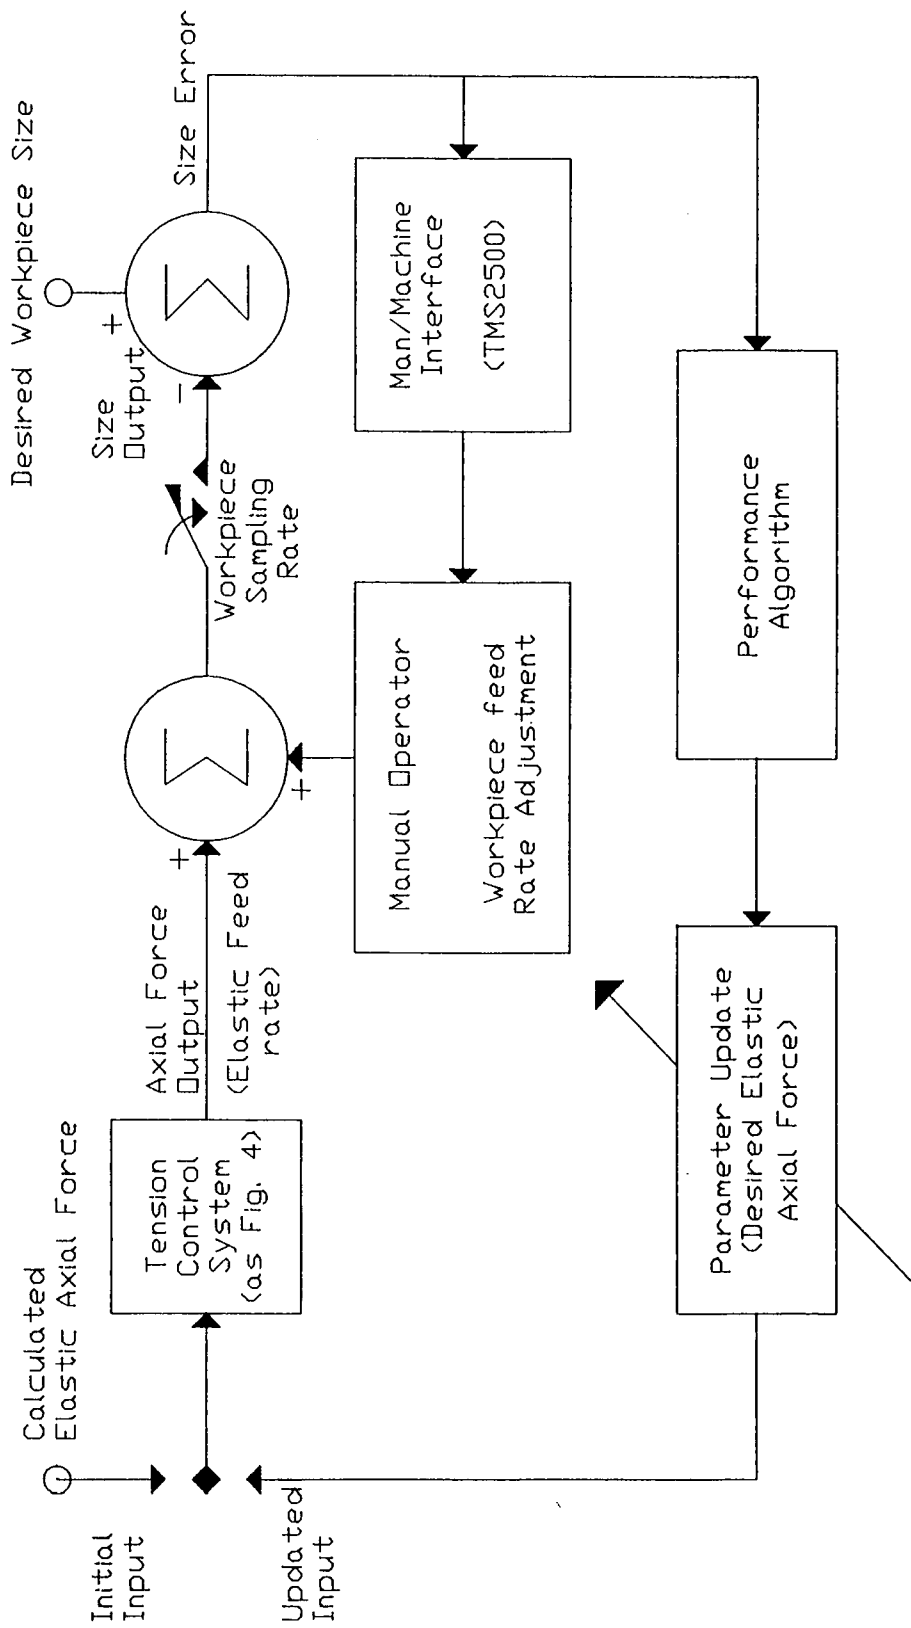 Calculated
Elastic Axial Force
Initial
Input
Updated
Input
Tension
Control
System
(as Fig. 4)
Axial Force
Output
(Elastic Feed
rate)
+
+
Σ
Workpiece
Sampling
Rate
Desired Workpiece Size
Size
Output
+
−
Σ
Size Error
Manual Operator
Workpiece feed
Rate Adjustment
Man/Machine
Interface
(TMS2500)
Parameter Update
(Desired Elastic
Axial Force)
Performance
Algorithm